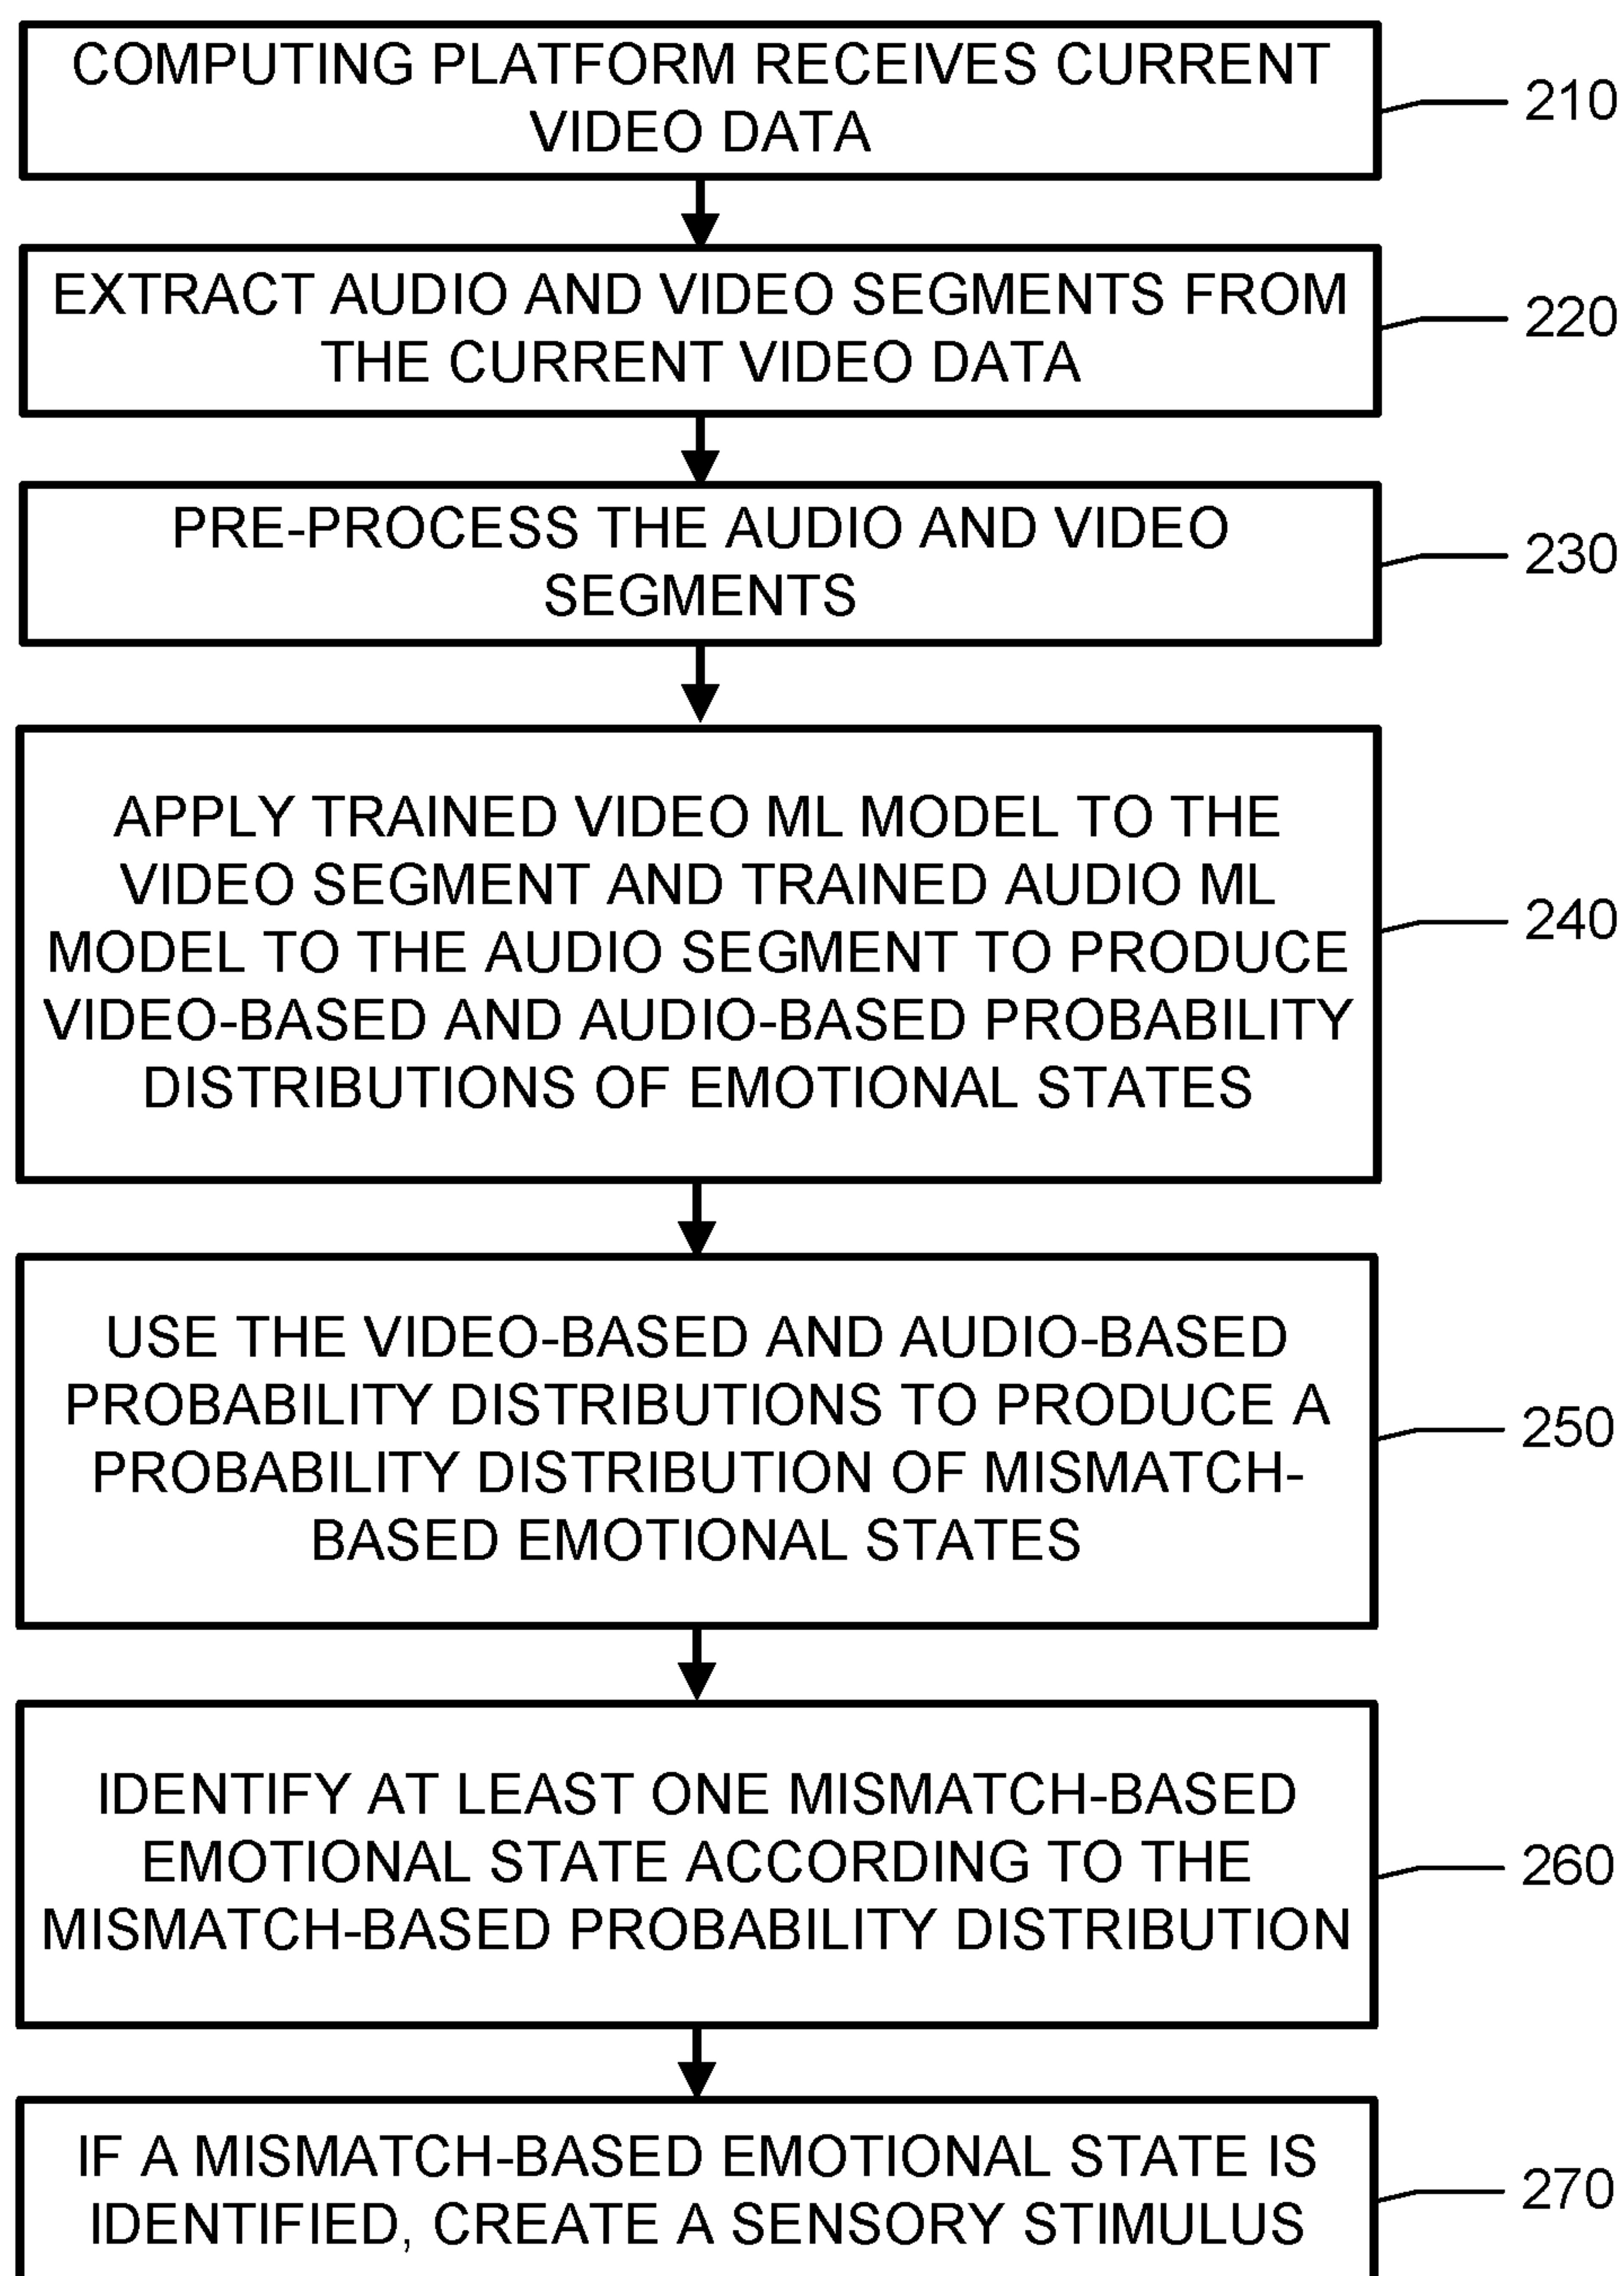 COMPUTING PLATFORM RECEIVES CURRENT
VIDEO DATA
210
EXTRACT AUDIO AND VIDEO SEGMENTS FROM
THE CURRENT VIDEO DATA
220
PRE-PROCESS THE AUDIO AND VIDEO
SEGMENTS
230
APPLY TRAINED VIDEO ML MODEL TO THE
VIDEO SEGMENT AND TRAINED AUDIO ML
MODEL TO THE AUDIO SEGMENT TO PRODUCE
VIDEO-BASED AND AUDIO-BASED PROBABILITY
DISTRIBUTIONS OF EMOTIONAL STATES
240
USE THE VIDEO-BASED AND AUDIO-BASED
PROBABILITY DISTRIBUTIONS TO PRODUCE A
PROBABILITY DISTRIBUTION OF MISMATCH-
BASED EMOTIONAL STATES
250
IDENTIFY AT LEAST ONE MISMATCH-BASED
EMOTIONAL STATE ACCORDING TO THE
MISMATCH-BASED PROBABILITY DISTRIBUTION
260
IF A MISMATCH-BASED EMOTIONAL STATE IS
IDENTIFIED, CREATE A SENSORY STIMULUS
270